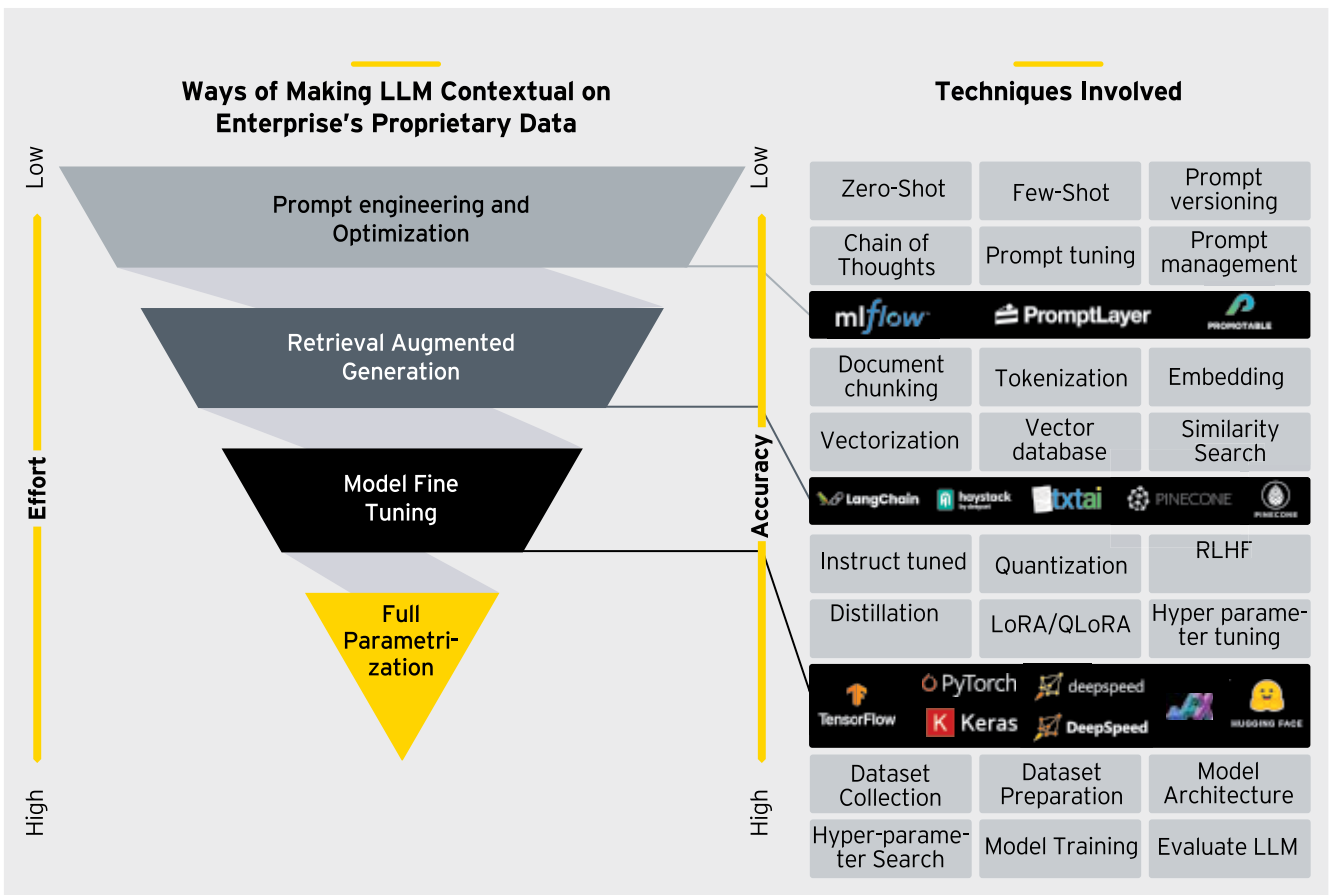 Ways of Making LLM Contextual on
Enterprise's Proprietary Data
Low
Effort
High
Prompt engineering and
Optimization
Retrieval Augmented
Generation
Model Fine
Tuning
Full
Parametri-
zation
Low
Accuracy
High
Techniques Involved
Zero-Shot
Few-Shot
Prompt
versioning
Chain of
Thoughts
Prompt tuning
Prompt
management
mlflow
PromptLayer
PROMOTABLE
Document
chunking
Tokenization
Embedding
Vectorization
Vector
database
Similarity
Search
LangChain
haystack
by deepset
txtai
PINECONE
PINECONE
Instruct tuned
Quantization
RLHF
Distillation
LoRA/QLoRA
Hyper parame-
ter tuning
TensorFlow
PyTorch
K Keras
deepspeed
DeepSpeed
HUGGING FACE
Dataset
Collection
Dataset
Preparation
Model
Architecture
Hyper-parame-
ter Search
Model Training
Evaluate LLM